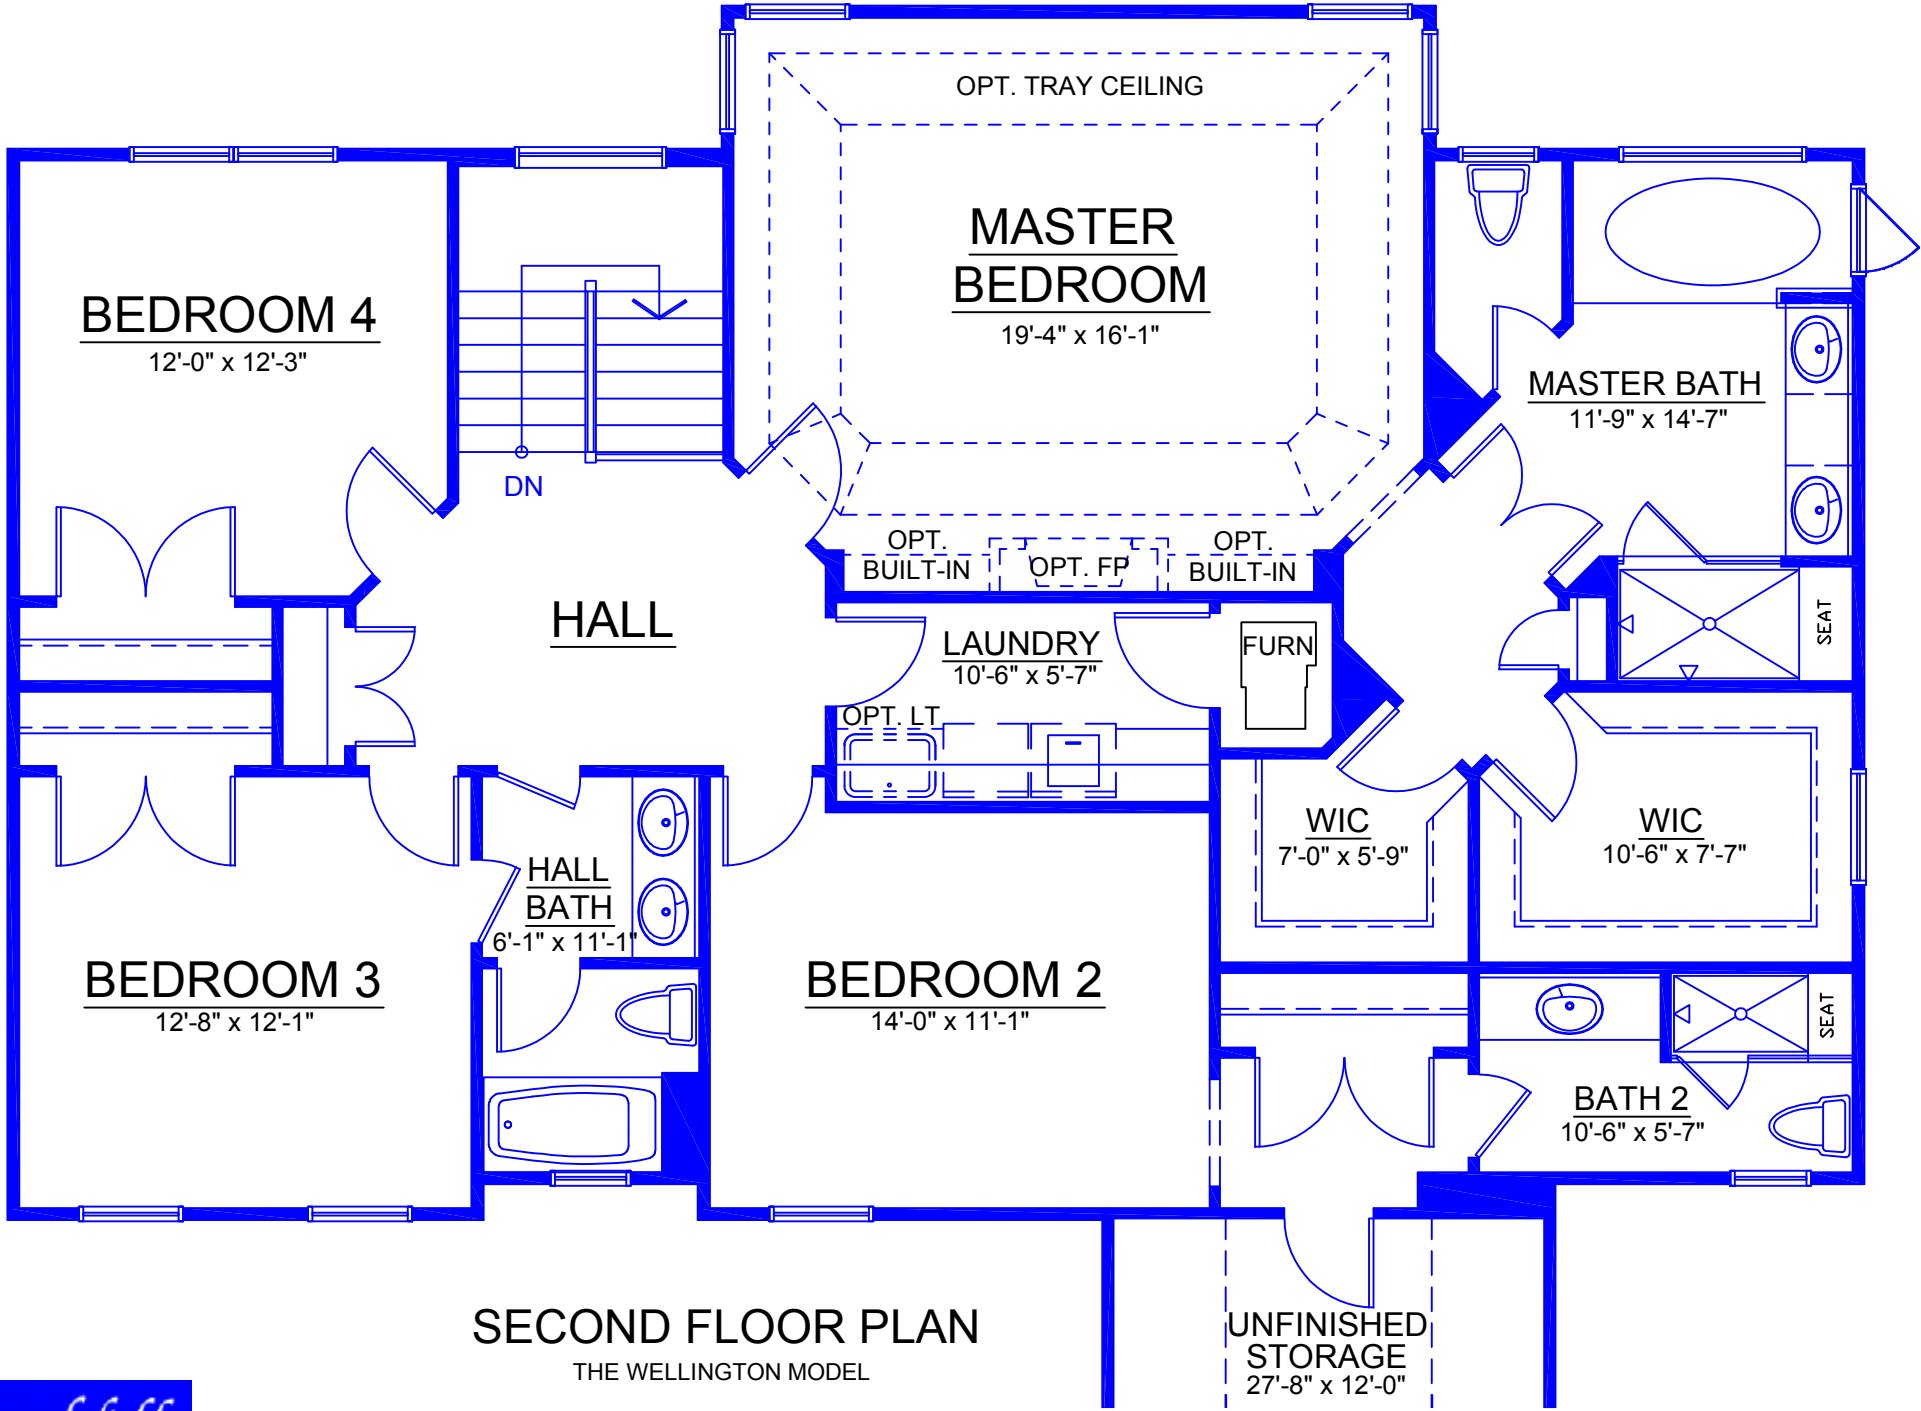 OPT. TRAY CEILING
MASTER
BEDROOM
19'-4" x 16'-1"
BEDROOM 4
12'-0" x 12'-3"
MASTER BATH
11'-9" x 14'-7"
DN
OPT.
BUILT-IN
OPT. FP
OPT.
BUILT-IN
HALL
LAUNDRY
10'-6" x 5'-7"
FURN
SEAT
OPT. LT
WIC
7'-0" x 5'-9"
WIC
10'-6" x 7'-7"
HALL
BATH
6'-1" x 11'-1"
BEDROOM 3
12'-8" x 12'-1"
BEDROOM 2
14'-0" x 11'-1"
SEAT
BATH 2
10'-6" x 5'-7"
SECOND FLOOR PLAN
THE WELLINGTON MODEL
UNFINISHED
STORAGE
27'-8" x 12'-0"